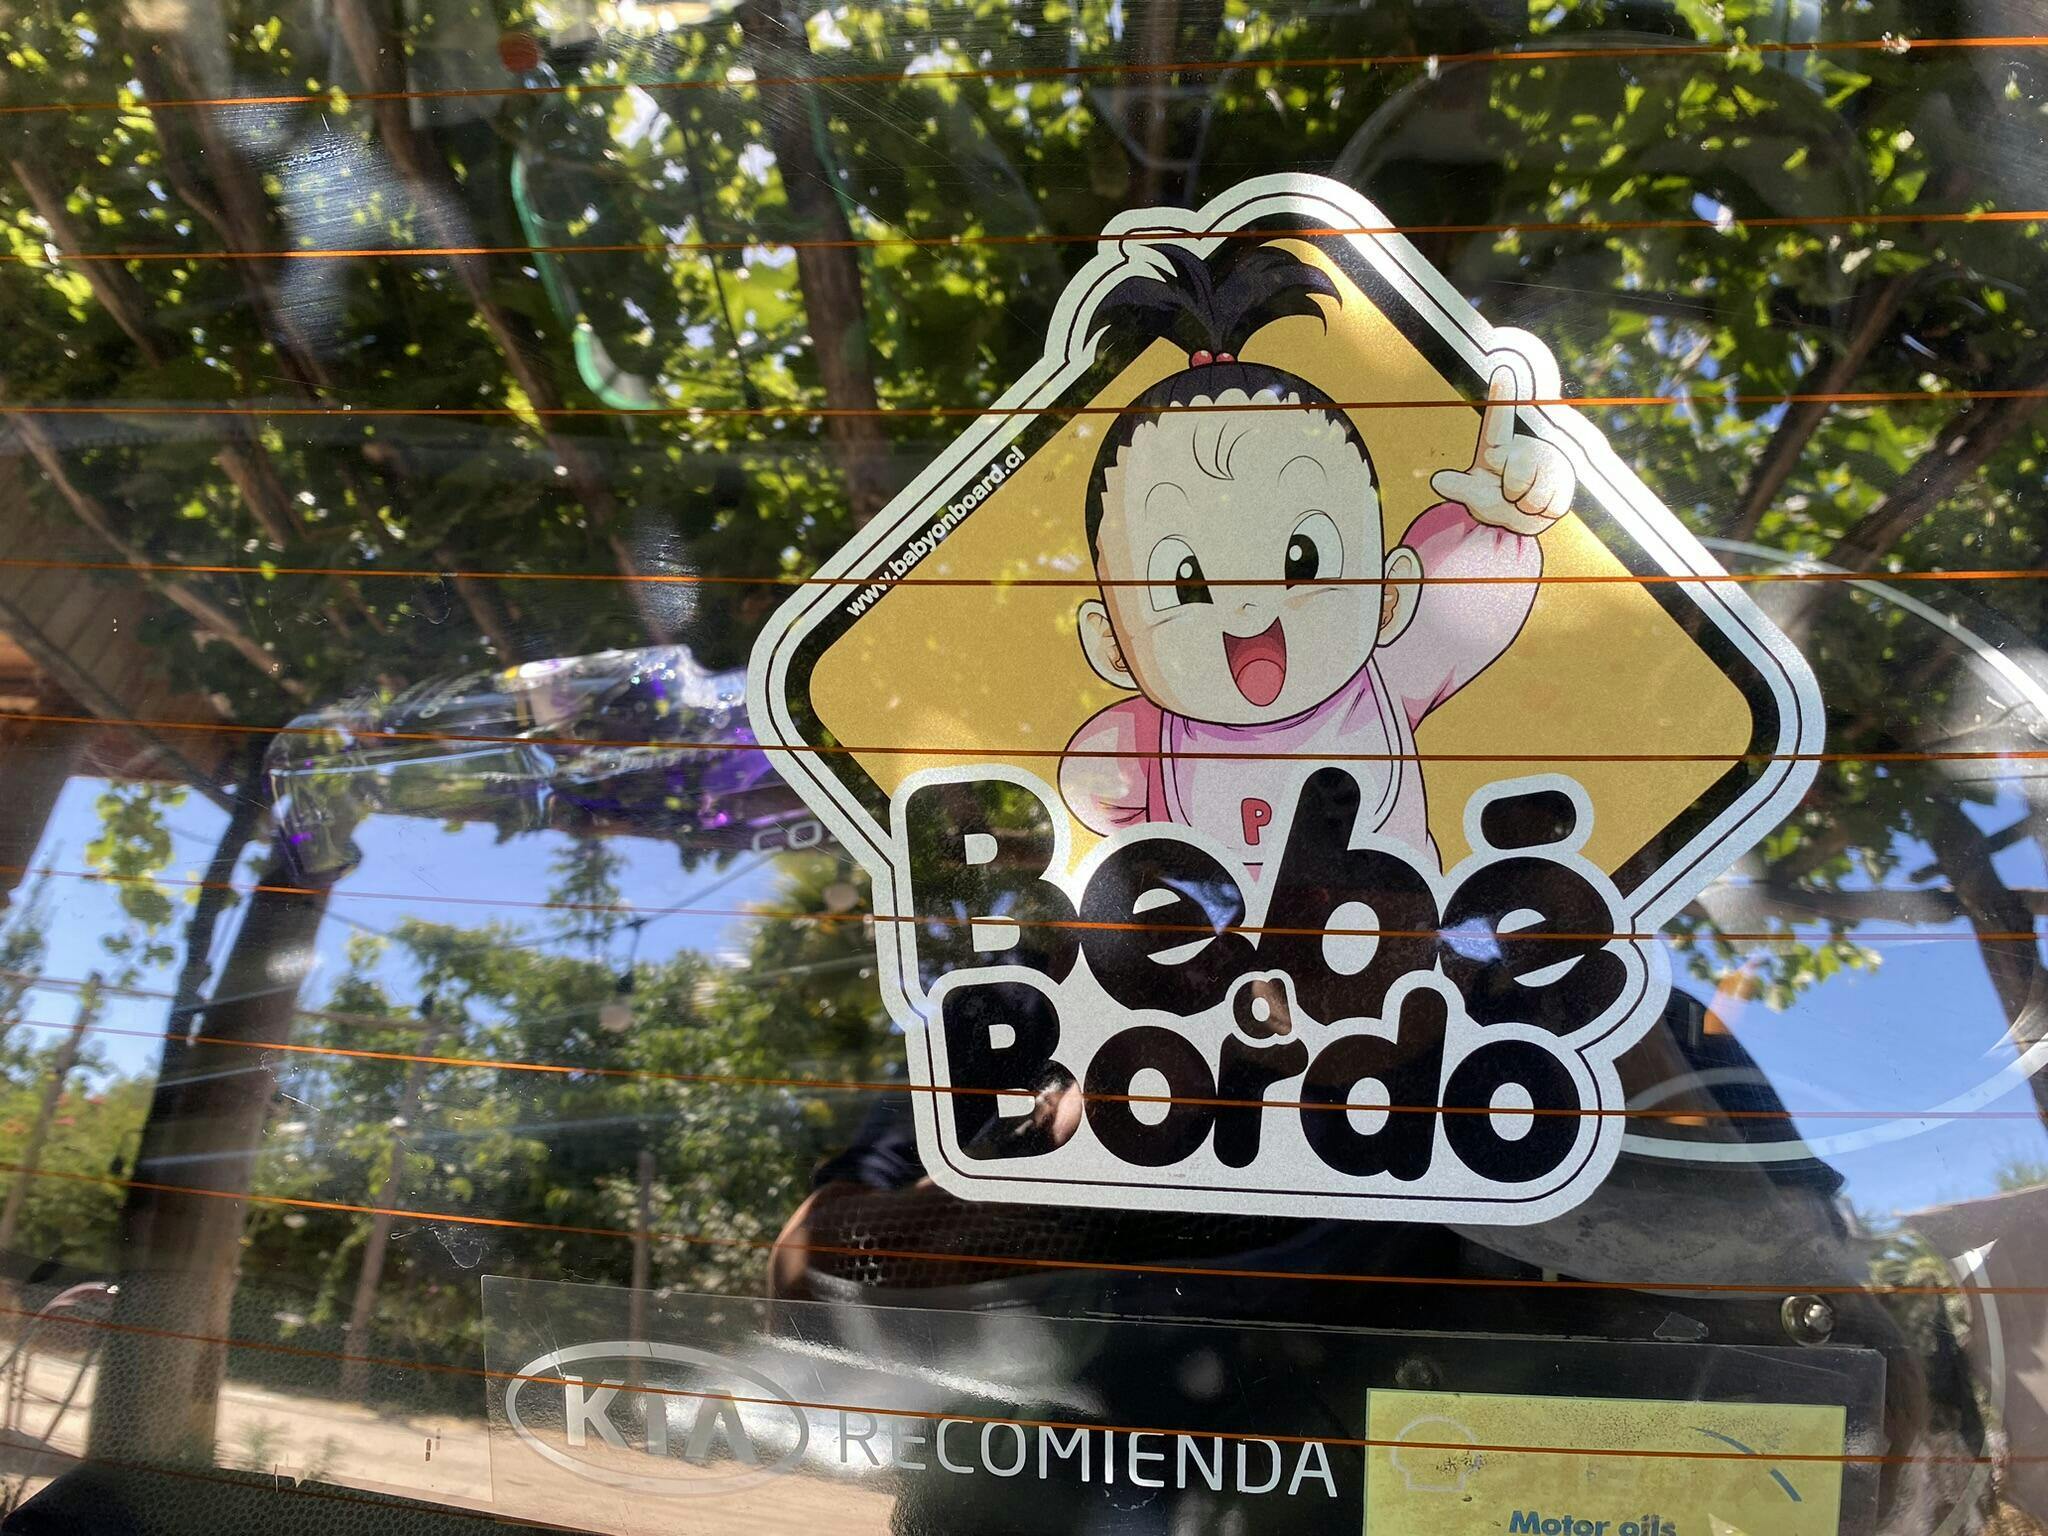 www.babyonboard.cl
P
Bebé
a
Bordo
KIA RECOMIENDA
Motor oils